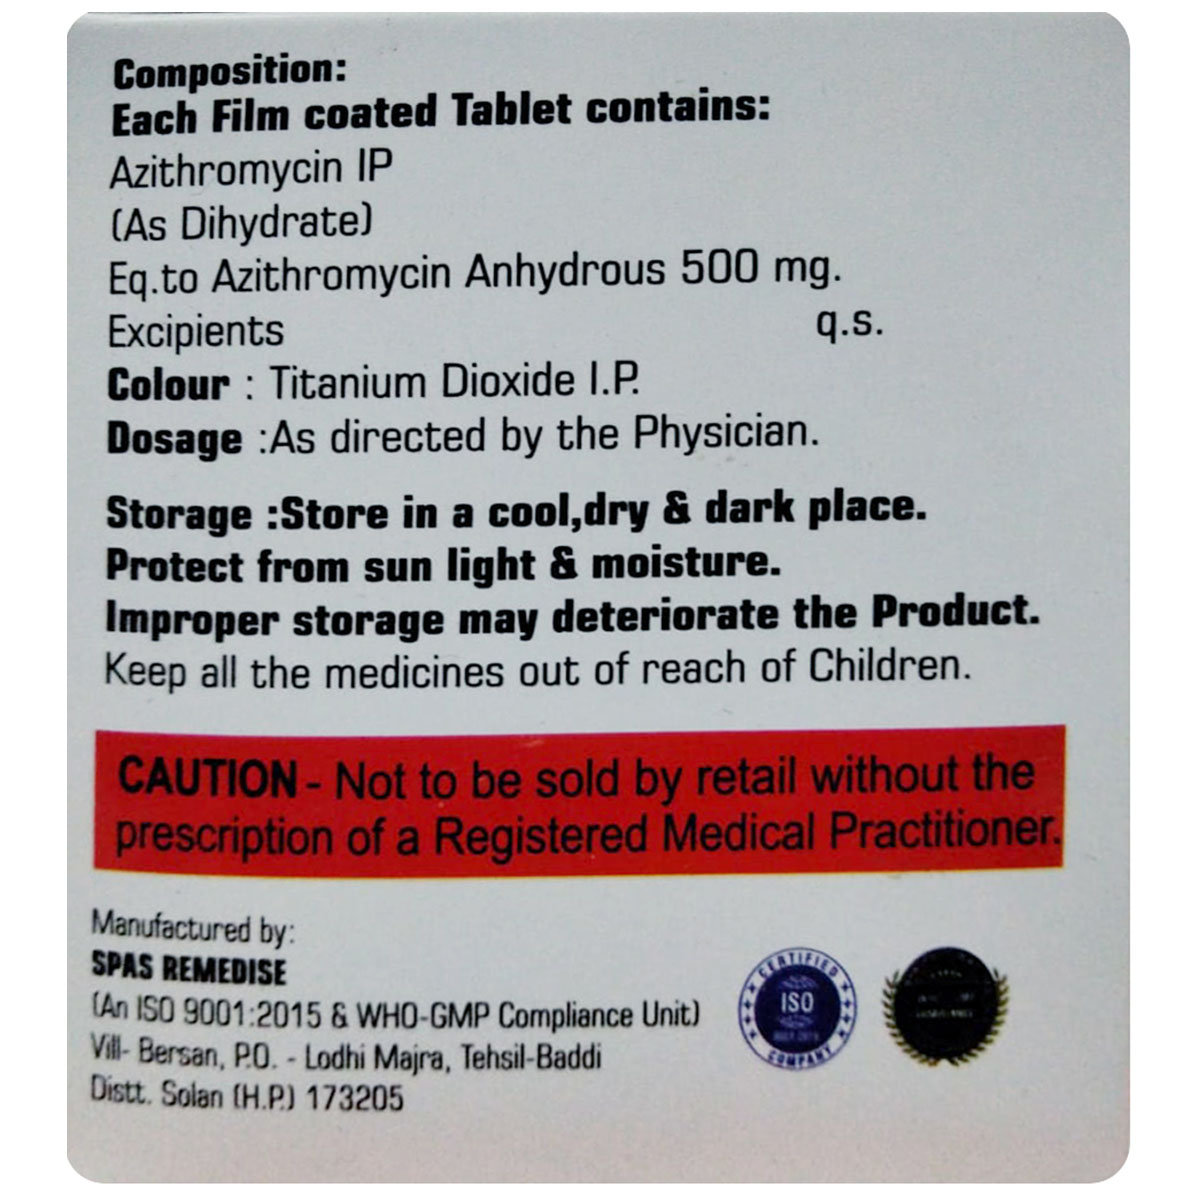 Composition:
Each Film coated Tablet contains:
Azithromycin IP
(As Dihydrate)
Eq.to Azithromycin Anhydrous 500 mg.
Excipients q.s.
Colour : Titanium Dioxide I.P.
Dosage :As directed by the Physician.
Storage :Store in a cool,dry & dark place.
Protect from sun light & moisture.
Improper storage may deteriorate the Product.
Keep all the medicines out of reach of Children.
CAUTION - Not to be sold by retail without the
prescription of a Registered Medical Practitioner.
Manufactured by:
SPAS REMEDISE
(An ISO 9001:2015 & WHO-GMP Compliance Unit)
Vill- Bersan, P.O. - Lodhi Majra, Tehsil-Baddi
Distt. Solan (H.P.) 173205
CERTIFIED
ISO
COMPANY